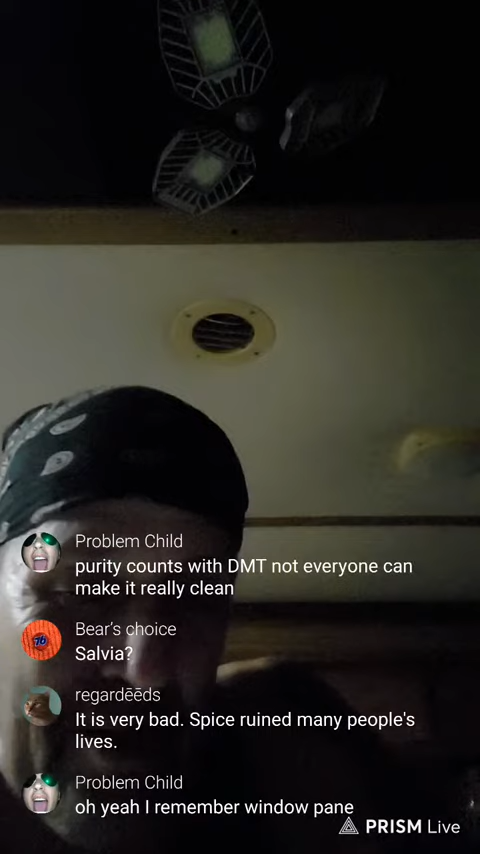 Problem Child
purity counts with DMT not everyone can
make it really clean
Bear's choice
Salvia?
regardēēds
It is very bad. Spice ruined many people's
lives.
Problem Child
oh yeah I remember window pane
PRISM Live